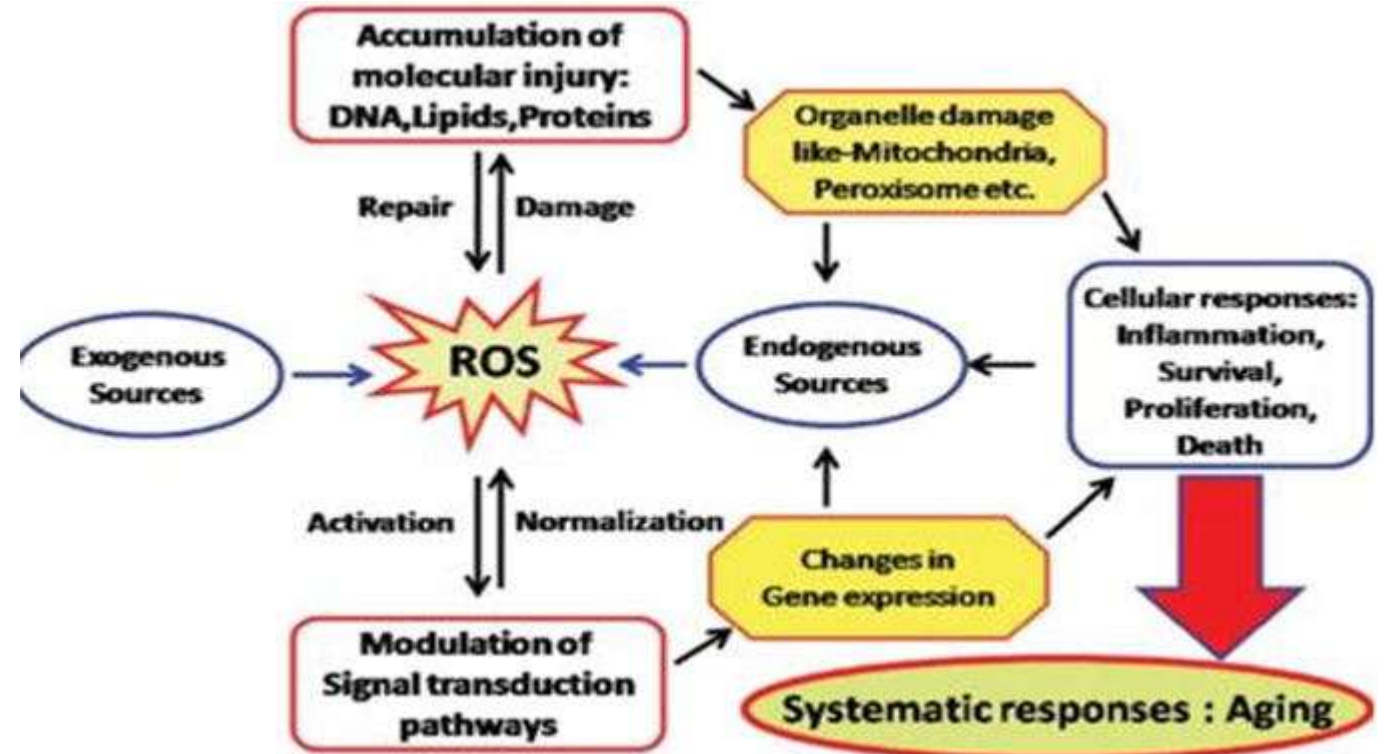 Accumulation of
molecular injury:
DNA,Lipids,Proteins
Organelle damage
like-Mitochondria,
Peroxisome etc.
Repair
Damage
Cellular responses:
Inflammation,
Survival,
Proliferation,
Death
Exogenous
Sources
ROS
Endogenous
Sources
Activation
Normalization
Changes in
Gene expression
Modulation of
Signal transduction
pathways
Systematic responses : Aging